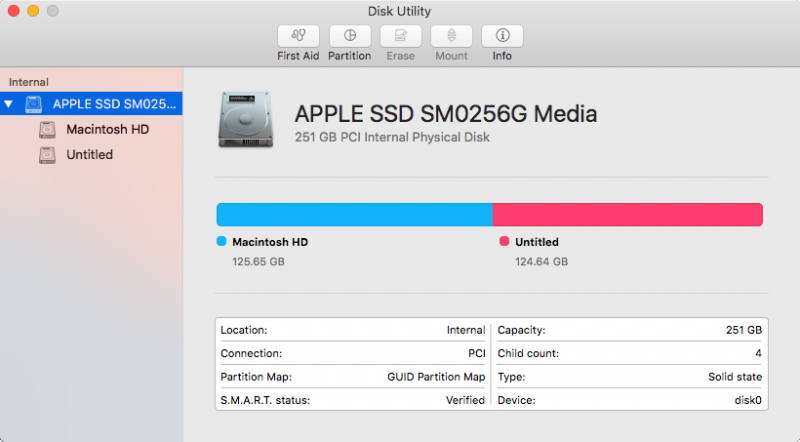 Disk Utility
First Aid Partition Erase Mount Info
Internal
APPLE SSD SM025...
Macintosh HD
Untitled
APPLE SSD SM0256G Media
251 GB PCI Internal Physical Disk
Macintosh HD
125.65 GB
Untitled
124.64 GB
Location: Internal
Connection: PCI
Partition Map: GUID Partition Map
S.M.A.R.T. status: Verified
Capacity: 251 GB
Child count: 4
Type: Solid state
Device: disk0